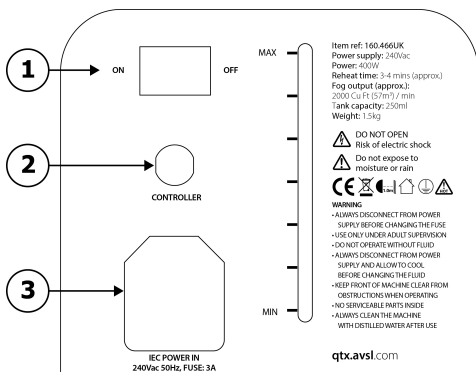 1
ON
OFF
2
CONTROLLER
3
IEC POWER IN
240Vac 50Hz, FUSE: 3A
MAX
MIN
Item ref: 160.466UK
Power supply: 240Vac
Power: 400W
Reheat time: 3-4 mins (approx.)
Fog output (approx.):
2000 Cu Ft (57m³) / min
Tank capacity: 250ml
Weight: 1.5kg
DO NOT OPEN
Risk of electric shock
Do not expose to
moisture or rain
CE
1.0m
HOT
WARNING
• ALWAYS DISCONNECT FROM POWER
SUPPLY BEFORE CHANGING THE FUSE
• USE ONLY UNDER ADULT SUPERVISION
• DO NOT OPERATE WITHOUT FLUID
• ALWAYS DISCONNECT FROM POWER
SUPPLY AND ALLOW TO COOL
BEFORE CHANGING THE FLUID
• KEEP FRONT OF MACHINE CLEAR FROM
OBSTRUCTIONS WHEN OPERATING
• NO SERVICEABLE PARTS INSIDE
• ALWAYS CLEAN THE MACHINE
WITH DISTILLED WATER AFTER USE
qtx.avsl.com